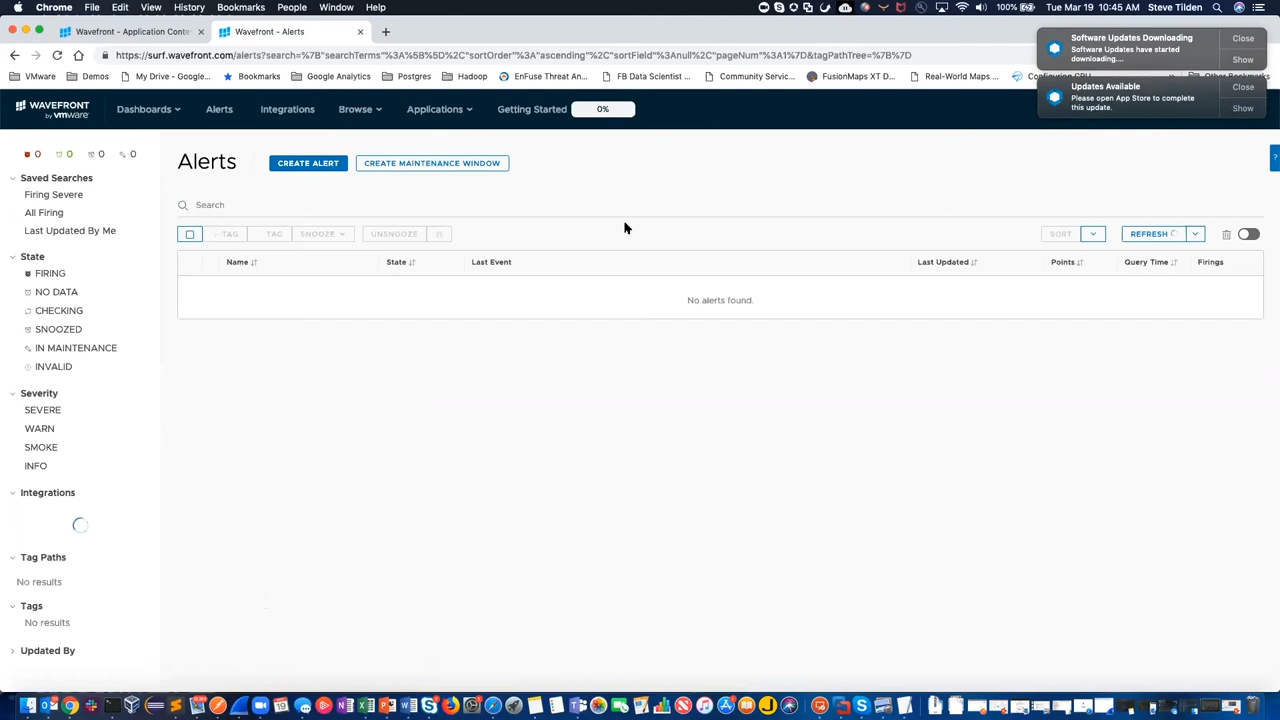 Chrome File Edit View History Bookmarks People Window Help
100% Tue Mar 19 10:45 AM Steve Tilden
Wavefront - Application Conte
Wavefront - Alerts
https://surf.wavefront.com/alerts?search=%7B"searchTerms"%3A%5B%5D%2C"sortOrder"%3A"ascending"%2C"sortField"%3Anull%2C"pageNum"%3A1%7D&tagPathTree=%7B%7D
VMware Demos My Drive - Google... Bookmarks Google Analytics Postgres Hadoop EnFuse Threat An... FB Data Scientist ... Community Servic... FusionMaps XT D... Real-World Maps... Configuring CPU Other Bookmarks
Software Updates Downloading
Software Updates have started
downloading....
Close
Show
Updates Available
Please open App Store to complete
this update.
Close
Show
WAVEFRONT
by vmware
Dashboards Alerts Integrations Browse Applications Getting Started 0%
0 0 0 0
Saved Searches
Firing Severe
All Firing
Last Updated By Me
State
FIRING
NO DATA
CHECKING
SNOOZED
IN MAINTENANCE
INVALID
Severity
SEVERE
WARN
SMOKE
INFO
Integrations
Tag Paths
No results
Tags
No results
Updated By
Alerts CREATE ALERT CREATE MAINTENANCE WINDOW
?
Search
+TAG TAG SNOOZE UNSNOOZE SORT REFRESH
Name State Last Event Last Updated Points Query Time Firings
No alerts found.